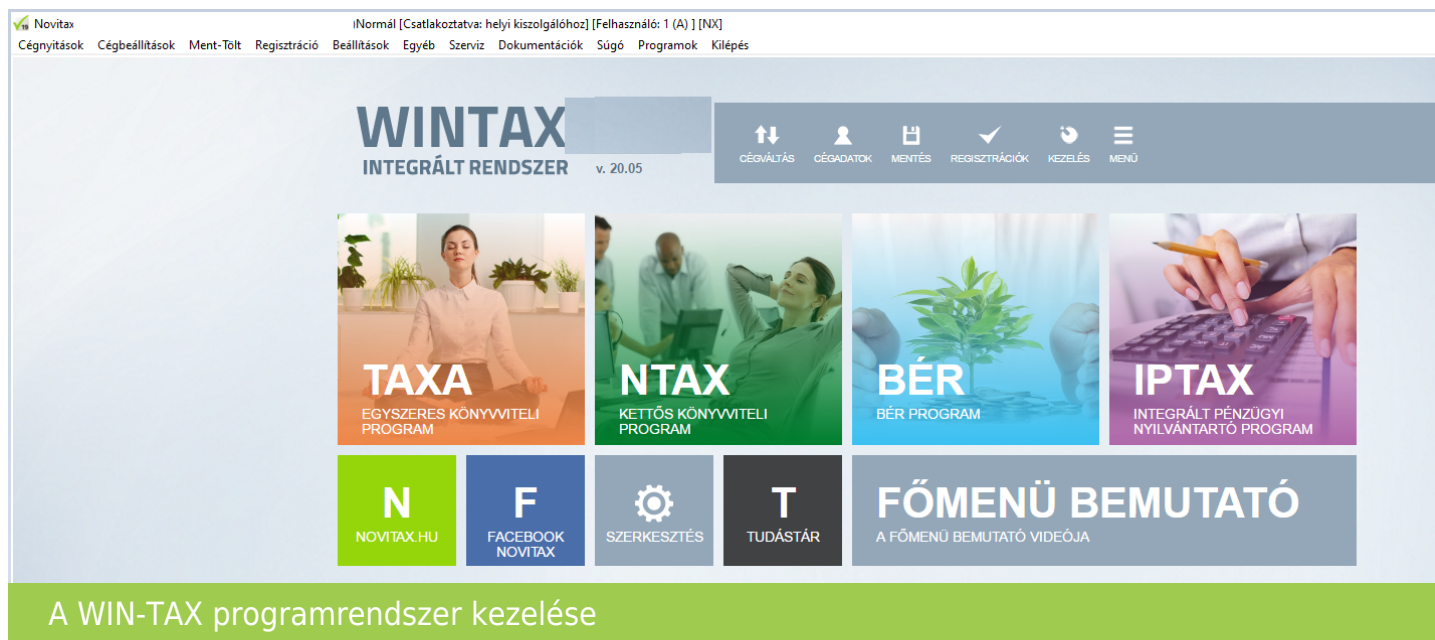 Novitax
Normál [Csatlakoztatva: helyi kiszolgálóhoz] [Felhasználó: 1 (A) ] [NX]
Cégnyitások Cégbeállítások Ment-Tölt Regisztráció Beállítások Egyéb Szerviz Dokumentációk Súgó Programok Kilépés
WINTAX
INTEGRÁLT RENDSZER v. 20.05
CÉGVÁLTÁS CÉGADATOK MENTÉS REGISZTRÁCIÓK KEZELÉS MENÜ
TAXA
EGYSZERES KÖNYVVITELI
PROGRAM
NTAX
KETTŐS KÖNYVVITELI
PROGRAM
BÉR
BÉR PROGRAM
IPTAX
INTEGRÁLT PÉNZÜGYI
NYILVÁNTARTÓ PROGRAM
N
NOVITAX.HU
F
FACEBOOK
NOVITAX
SZERKESZTÉS
T
TUDÁSTÁR
FŐMENÜ BEMUTATÓ
A FŐMENÜ BEMUTATÓ VIDEÓJA
A WIN-TAX programrendszer kezelése